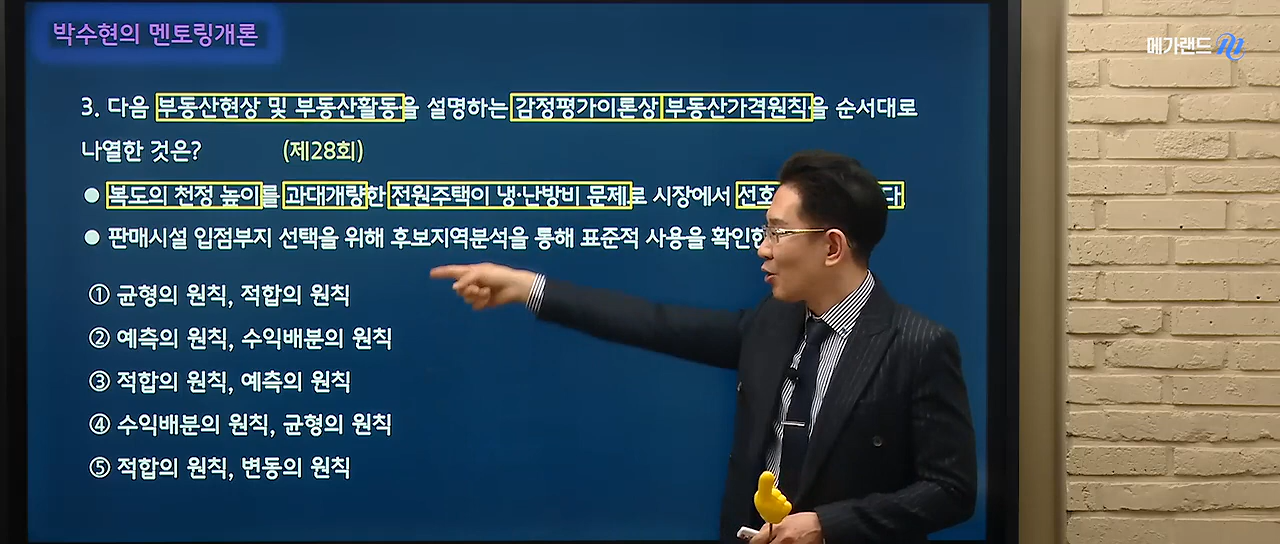 박수현의 멘토링개론
메가랜드
3. 다음 부동산현상 및 부동산활동을 설명하는 감정평가이론상 부동산가격원칙을 순서대로
나열한 것은? (제28회)
● 복도의 천정 높이를 과대개량한 전원주택이 냉·난방비 문제로 시장에서 선호 다.
● 판매시설 입점부지 선택을 위해 후보지역분석을 통해 표준적 사용을 확인한
① 균형의 원칙, 적합의 원칙
② 예측의 원칙, 수익배분의 원칙
③ 적합의 원칙, 예측의 원칙
④ 수익배분의 원칙, 균형의 원칙
⑤ 적합의 원칙, 변동의 원칙